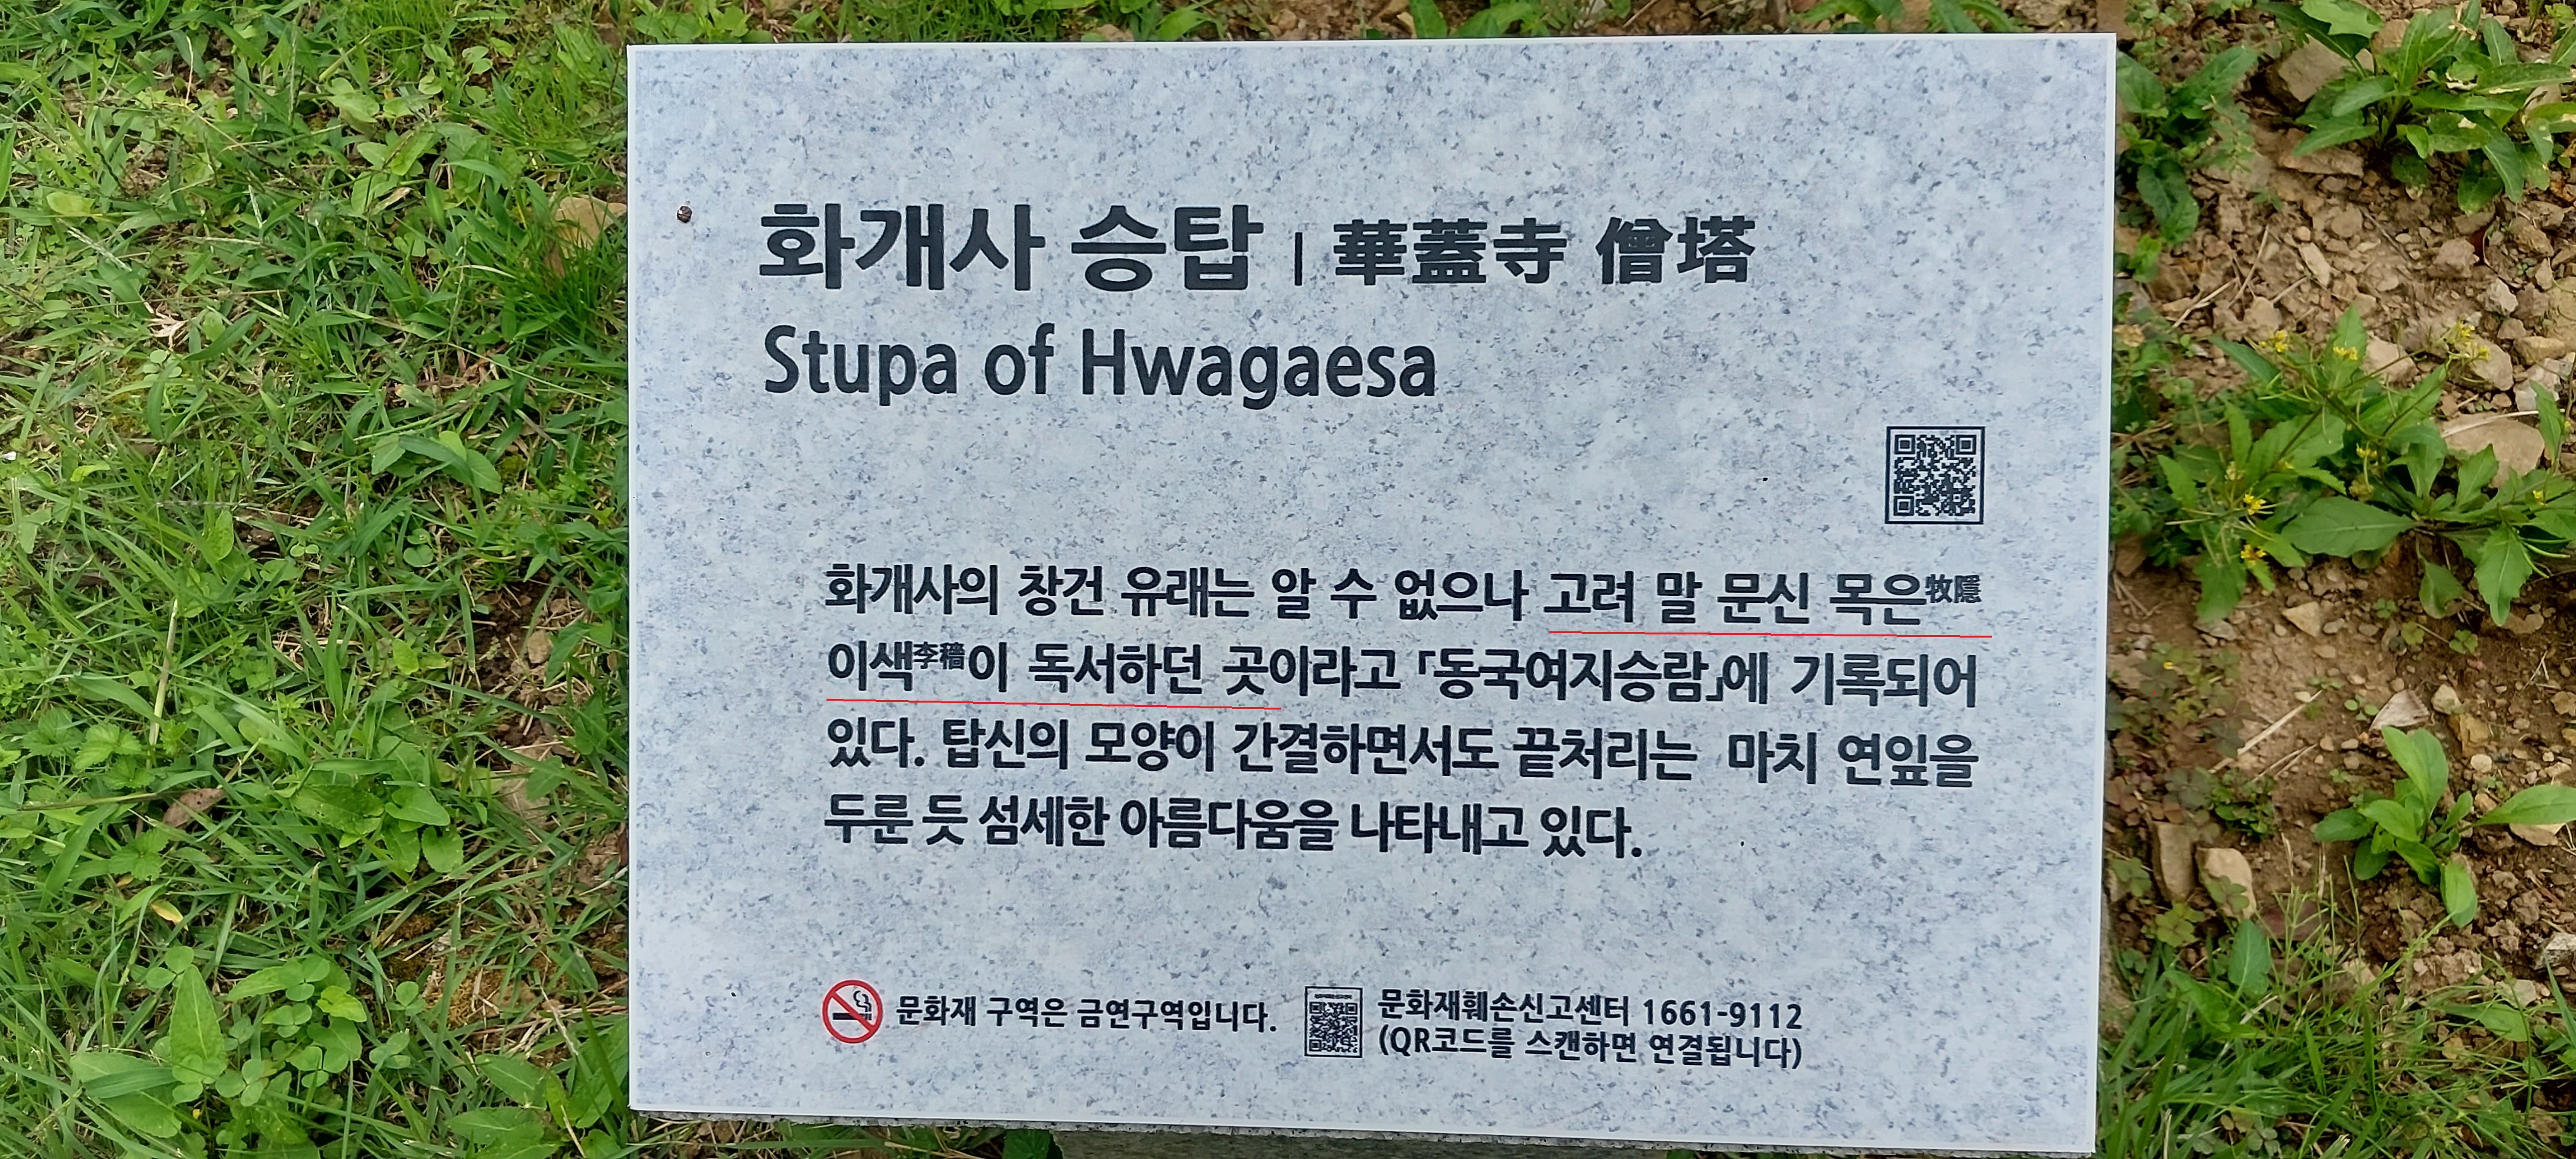 화개사 승탑 | 華蓋寺 僧塔
Stupa of Hwagaesa
화개사의 창건 유래는 알 수 없으나 고려 말 문신 목은牧隱
이색李穡이 독서하던 곳이라고 「동국여지승람」에 기록되어
있다. 탑신의 모양이 간결하면서도 끝처리는 마치 연잎을
두룬 듯 섬세한 아름다움을 나타내고 있다.
문화재 구역은 금연구역입니다.
문화재훼손신고센터 1661-9112
(QR코드를 스캔하면 연결됩니다)